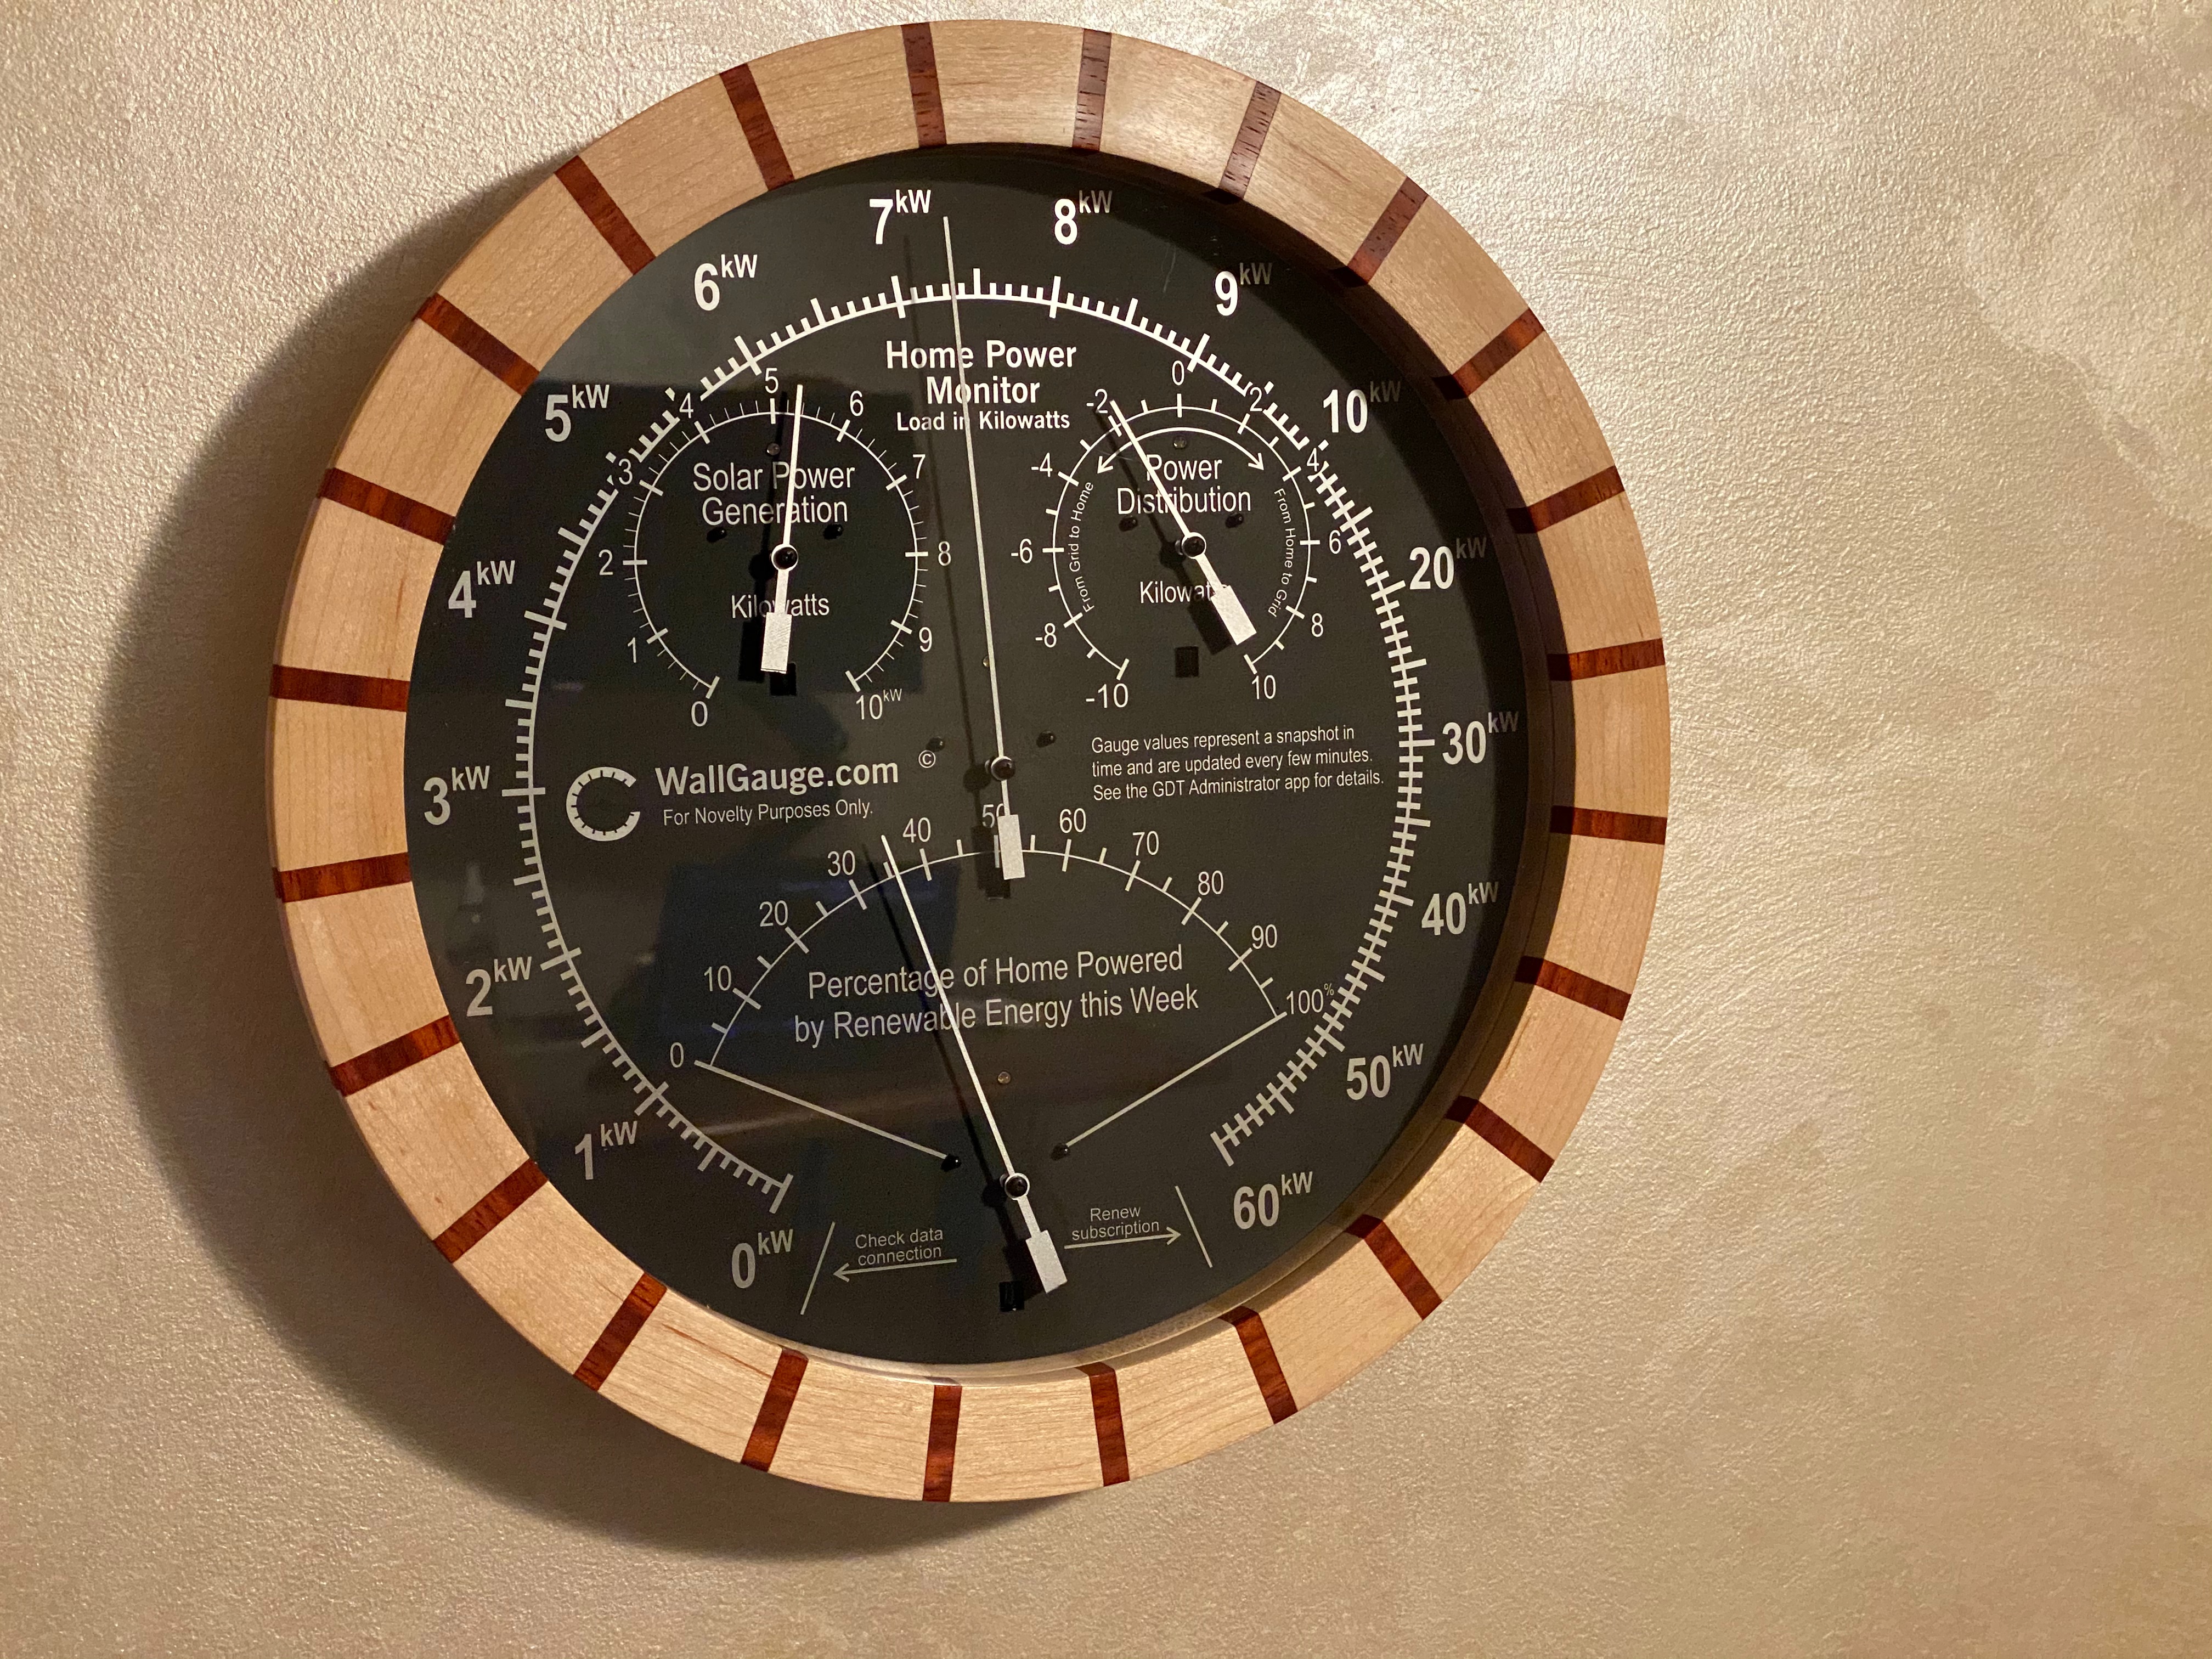 7kW
8kW
6kW
9kW
5kW
10kW
4kW
20kW
3kW
30kW
2kW
40kW
1kW
50kW
0kW
60kW
Home Power
Monitor
Load in Kilowatts
0
1
2
3
4
5
6
7
8
9
10kW
Solar Power
Generation
Kilowatts
-10
-8
-6
-4
-2
0
2
4
6
8
10
Power
Distribution
From Grid to Home
From Home to Grid
Kilowatts
WallGauge.com ©
For Novelty Purposes Only.
Gauge values represent a snapshot in
time and are updated every few minutes.
See the GDT Administrator app for details.
0
10
20
30
40
50
60
70
80
90
100%
Percentage of Home Powered
by Renewable Energy this Week
Check data
connection
Renew
subscription